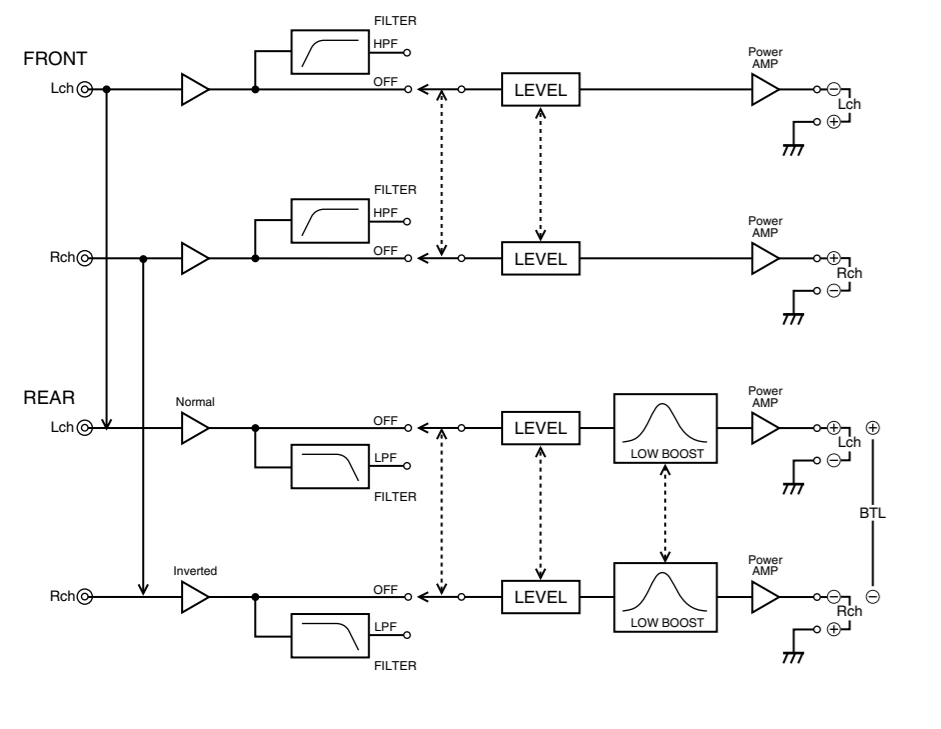 FILTER
HPF
FRONT
Lch
OFF
LEVEL
Power
AMP
−
Lch
+
FILTER
HPF
Rch
OFF
LEVEL
Power
AMP
+
Rch
−
REAR
Lch
Normal
OFF
LPF
FILTER
LEVEL
LOW BOOST
Power
AMP
+
Lch
−
+
BTL
−
Rch
Inverted
OFF
LPF
FILTER
LEVEL
LOW BOOST
Power
AMP
−
Rch
+